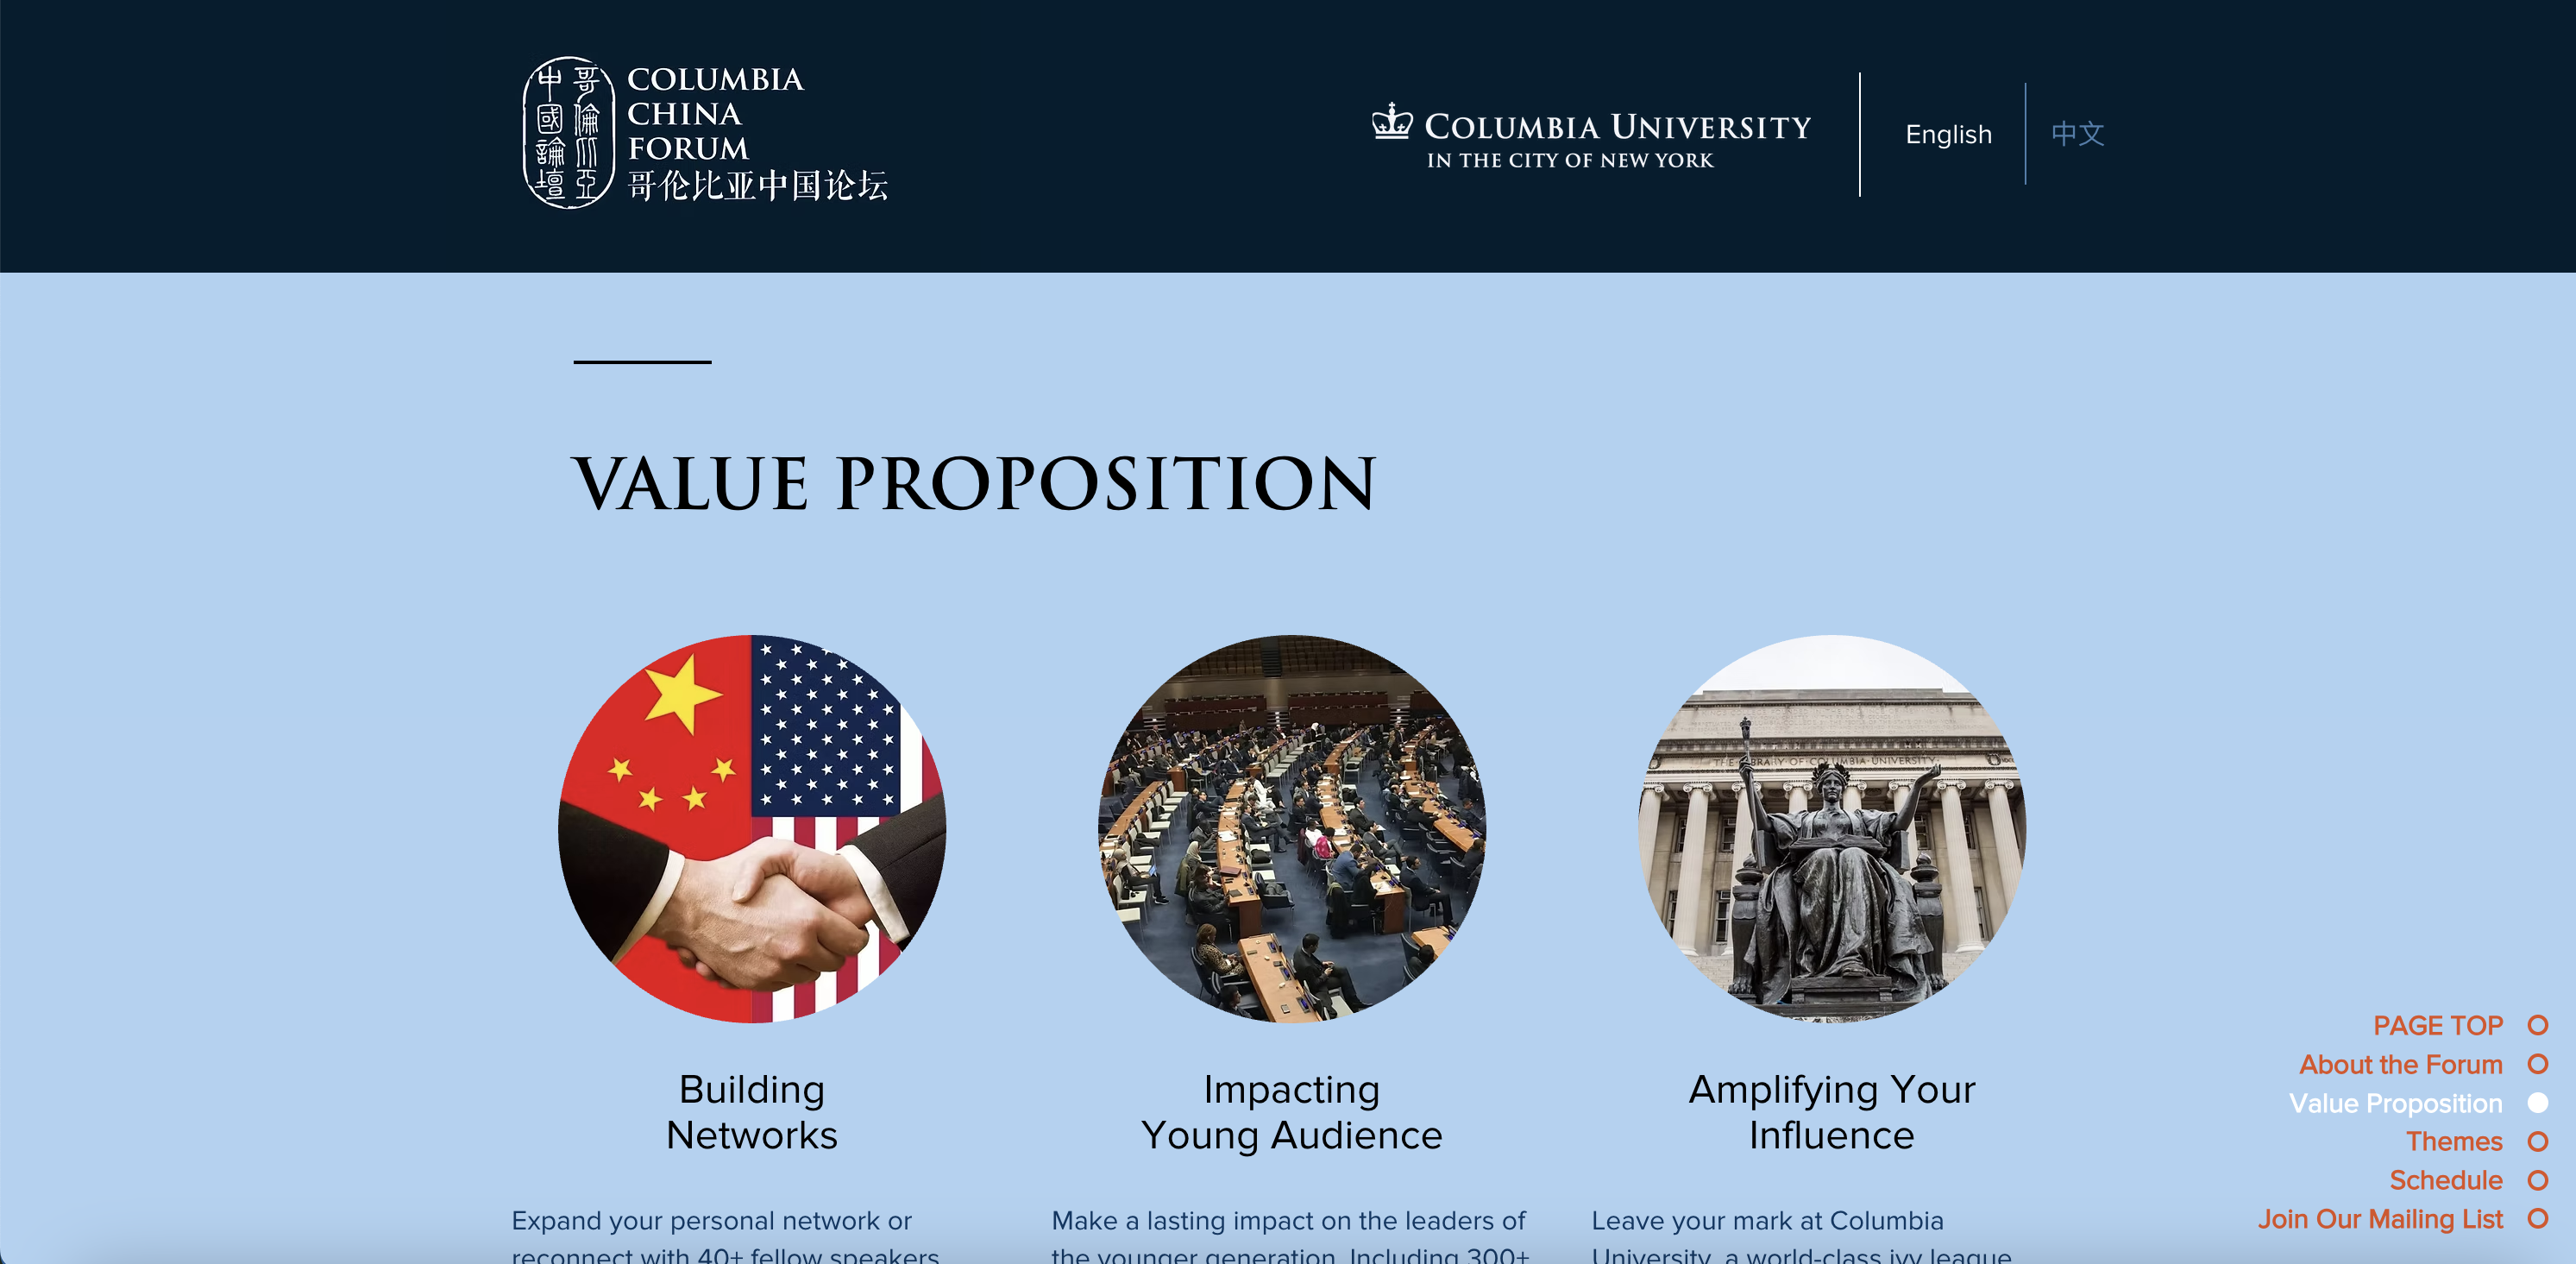 中國論壇
哥倫比亞
COLUMBIA
CHINA
FORUM
哥伦比亚中国论坛
COLUMBIA UNIVERSITY
IN THE CITY OF NEW YORK
English
中文
VALUE PROPOSITION
THE LIBRARY OF COLUMBIA UNIVERSITY
Building
Networks
Impacting
Young Audience
Amplifying Your
Influence
Expand your personal network or
reconnect with 40+ fellow speakers
Make a lasting impact on the leaders of
the younger generation. Including 300+
Leave your mark at Columbia
University, a world-class ivy league
PAGE TOP
About the Forum
Value Proposition
Themes
Schedule
Join Our Mailing List